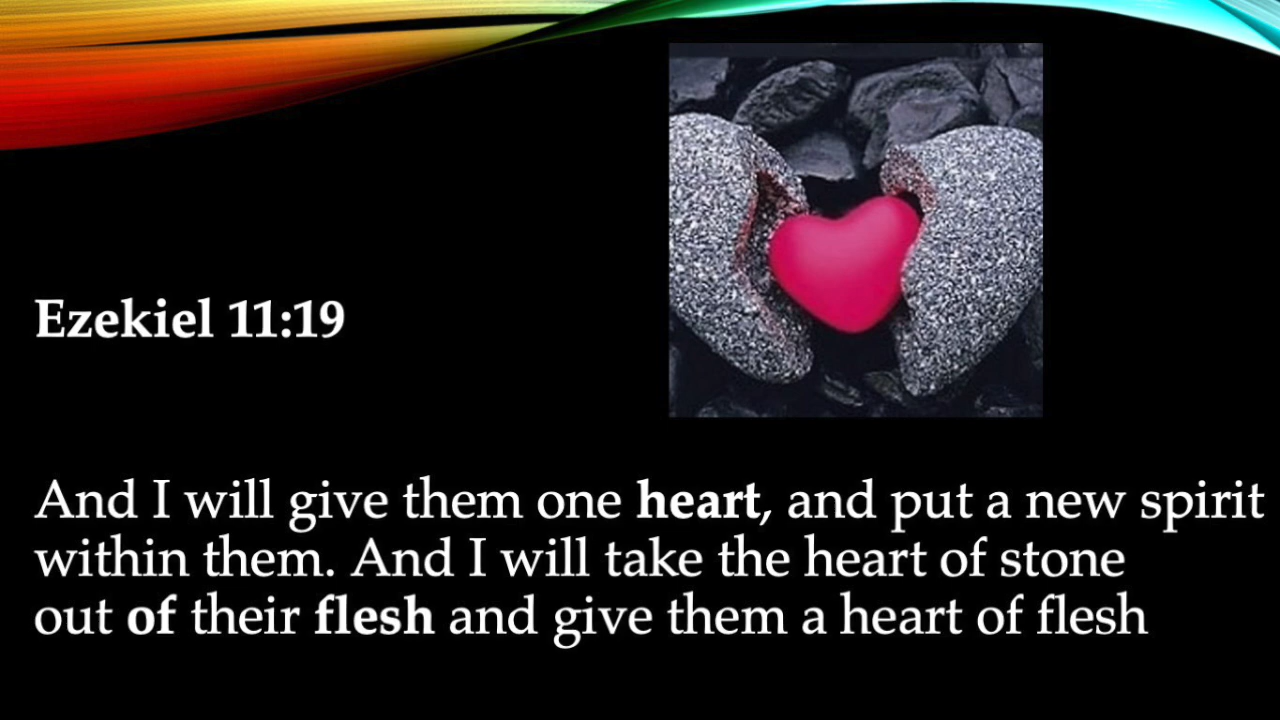 Ezekiel 11:19
And I will give them one heart, and put a new spirit
within them. And I will take the heart of stone
out of their flesh and give them a heart of flesh